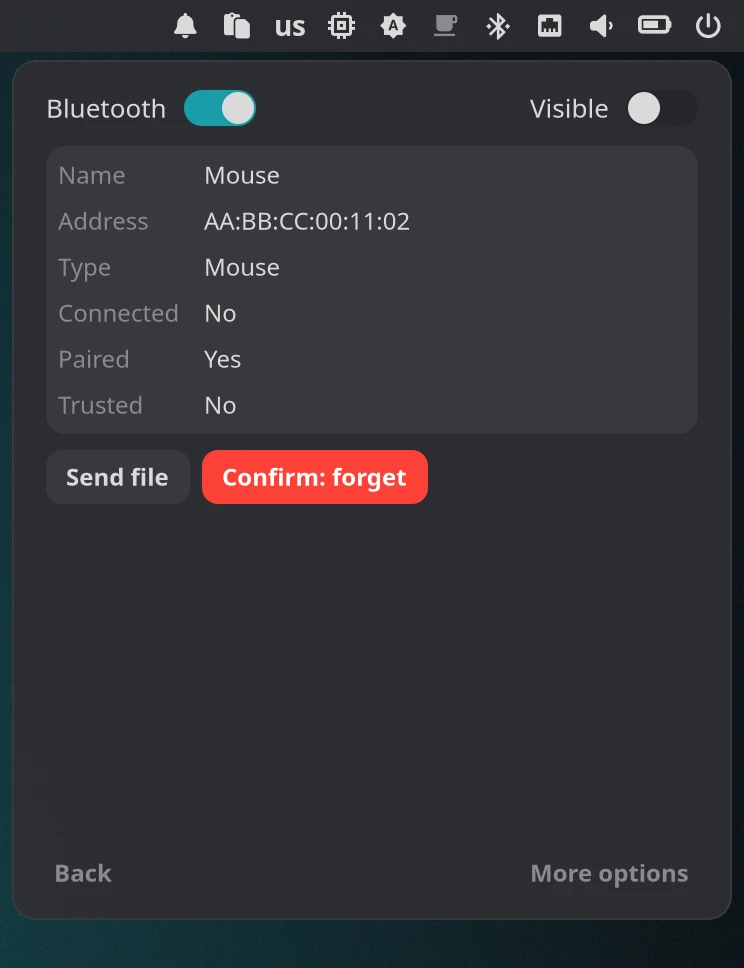 us
Bluetooth Visible
Name Mouse
Address AA:BB:CC:00:11:02
Type Mouse
Connected No
Paired Yes
Trusted No
Send file Confirm: forget
Back More options